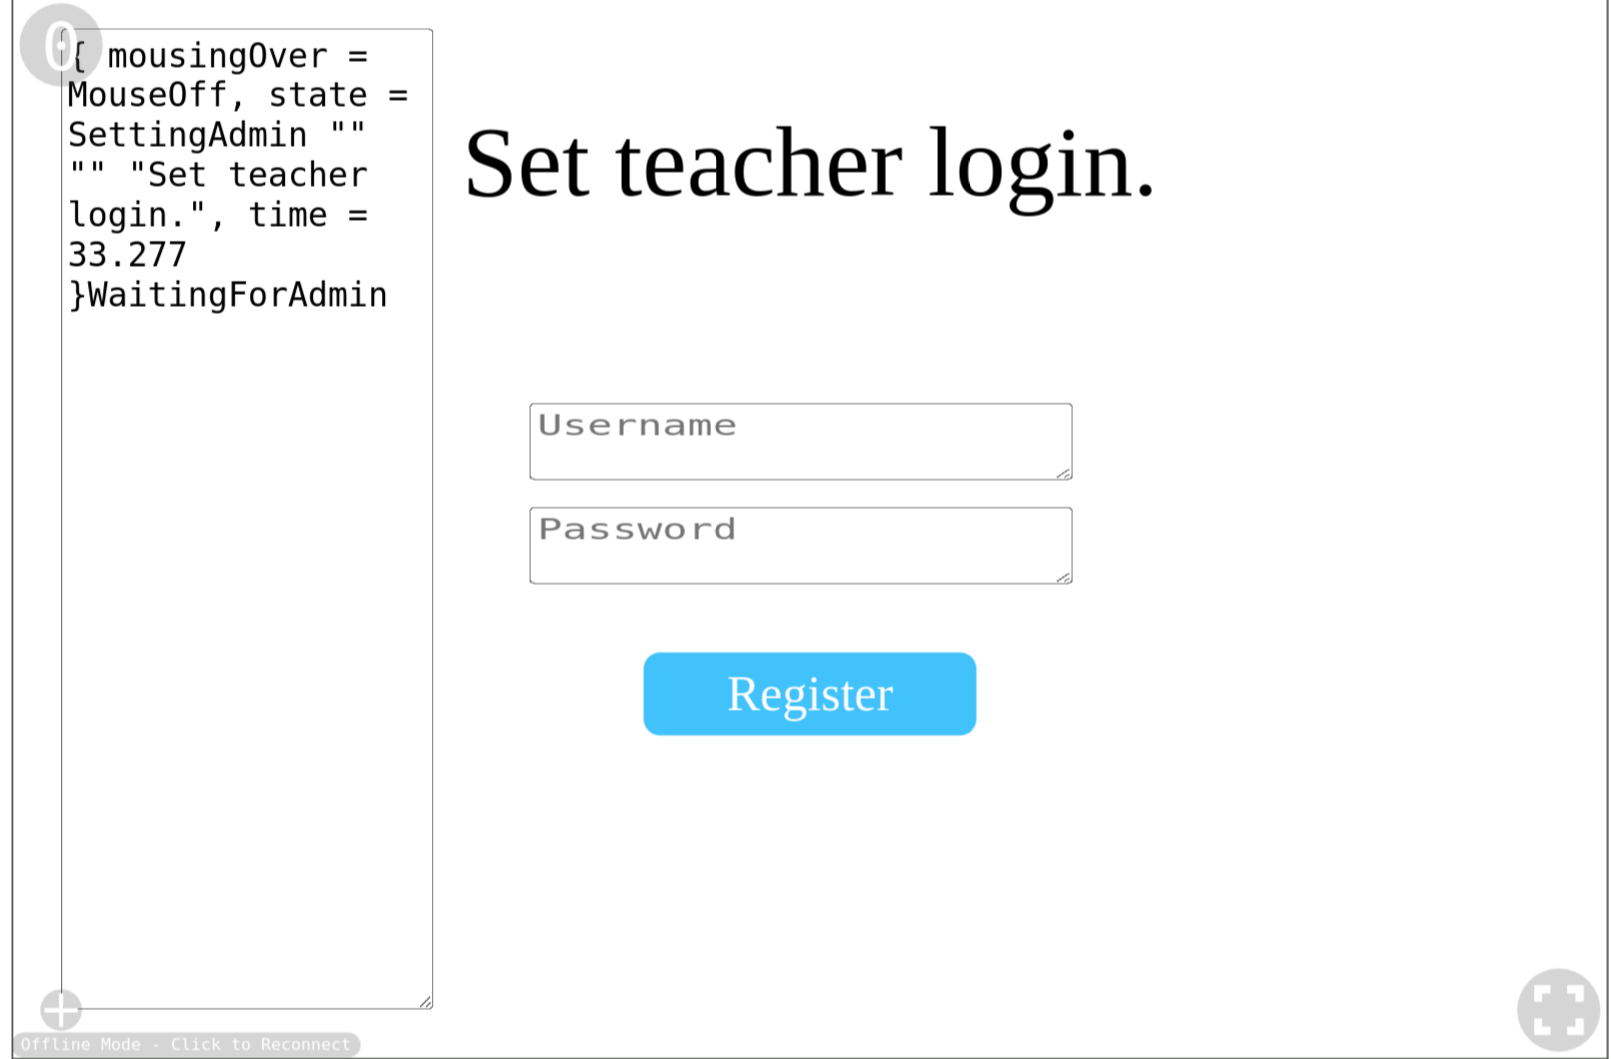 0
{ mousingOver =
MouseOff, state =
SettingAdmin ""
"" "Set teacher
login.", time =
33.277
}WaitingForAdmin
Set teacher login.
Username
Password
Register
Offline Mode - Click to Reconnect